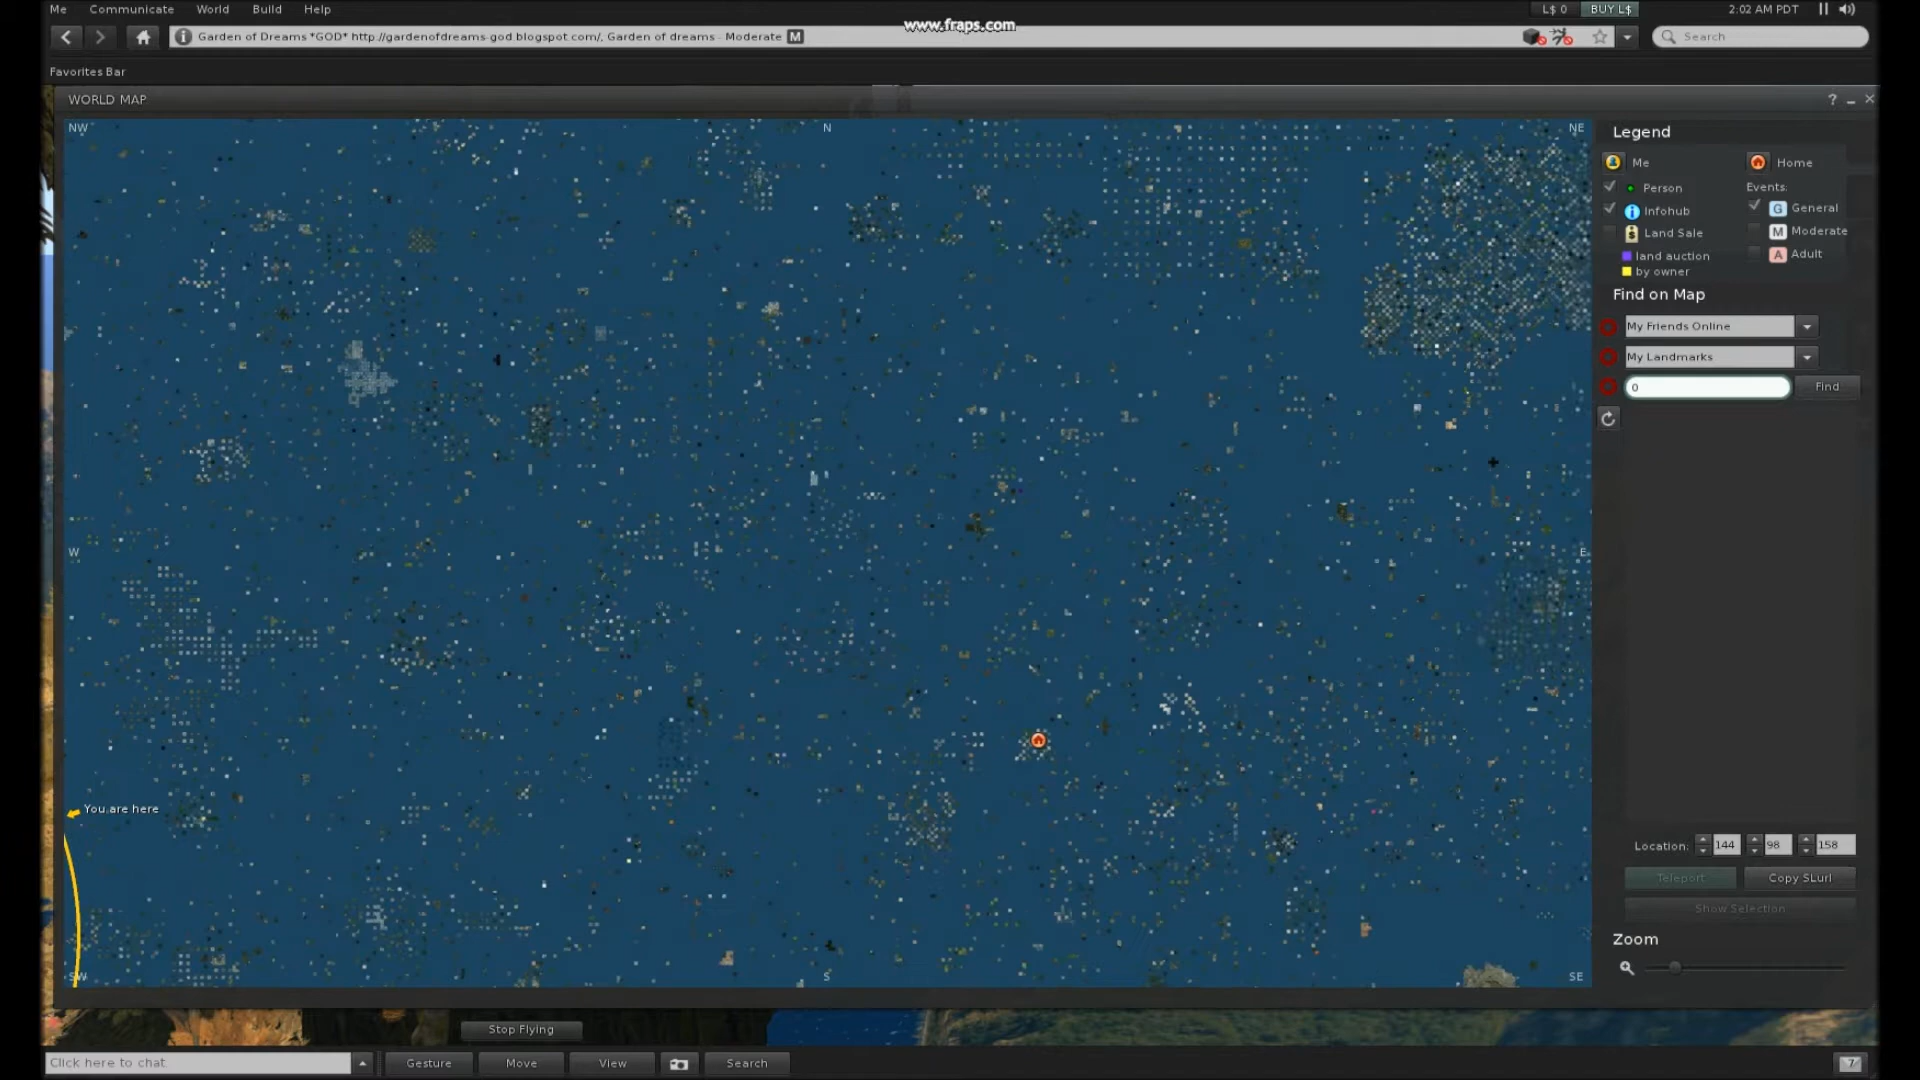 Me Communicate World Build Help
L$ 0 BUY L$ 2:02 AM PDT
www.fraps.com
Garden of Dreams *GOD* http://gardenofdreams-god.blogspot.com/, Garden of dreams - Moderate M
Search
Favorites Bar
WORLD MAP
? _ ×
NW N NE
W E
SW S SE
You are here
Legend
Me Home
Person Events:
Infohub G General
$ Land Sale M Moderate
land auction A Adult
by owner
Find on Map
My Friends Online
My Landmarks
0 Find
Location: 144 98 158
Teleport Copy SLurl
Show Selection
Zoom
Stop Flying
Click here to chat Gesture Move View Search
7